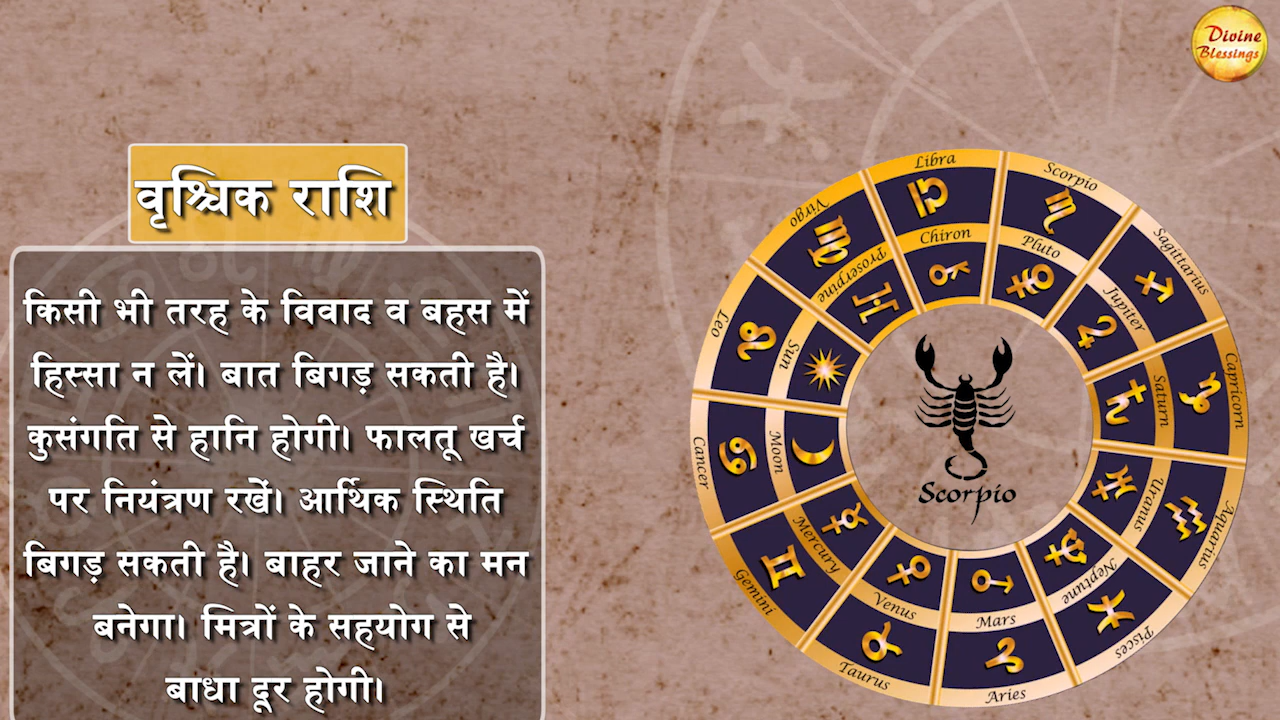 Divine
Blessings
वृश्चिक राशि
किसी भी तरह के विवाद व बहस में
हिस्सा न लें। बात बिगड़ सकती है।
कुसंगति से हानि होगी। फालतू खर्च
पर नियंत्रण रखें। आर्थिक स्थिति
बिगड़ सकती है। बाहर जाने का मन
बनेगा। मित्रों के सहयोग से
बाधा दूर होगी।
Libra
Scorpio
Sagittarius
Capricorn
Aquarius
Pisces
Aries
Taurus
Gemini
Cancer
Leo
Virgo
Chiron
Pluto
Jupiter
Saturn
Uranus
Neptune
Mars
Venus
Mercury
Moon
Sun
Proserpine
Scorpio